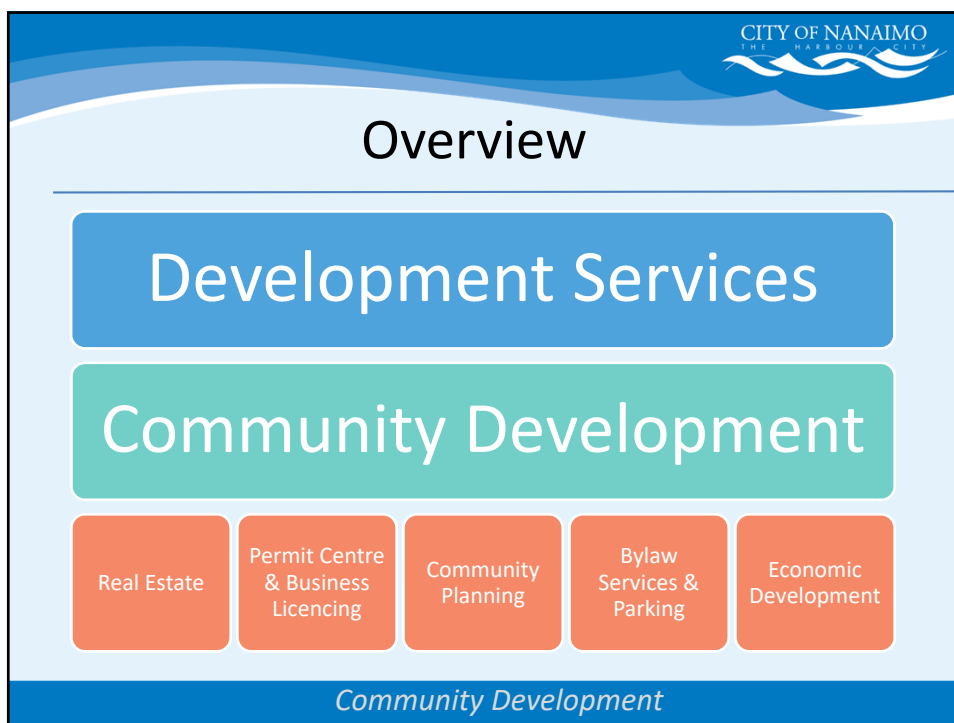 CITY OF NANAIMO
THE HARBOUR CITY
Overview
Development Services
Community Development
Real Estate
Permit Centre
& Business
Licencing
Community
Planning
Bylaw
Services &
Parking
Economic
Development
Community Development